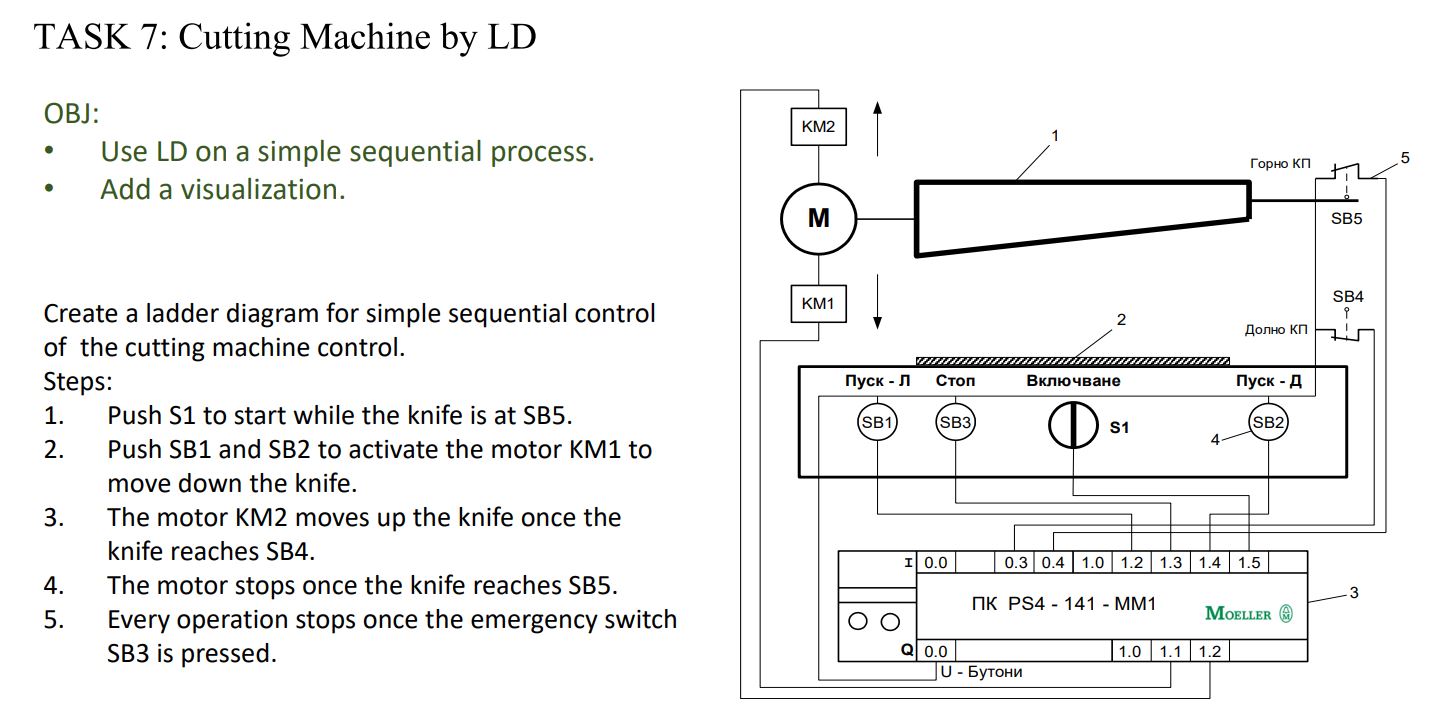 TASK 7: Cutting Machine by LD
OBJ:
• Use LD on a simple sequential process.
• Add a visualization.
Create a ladder diagram for simple sequential control
of the cutting machine control.
Steps:
1. Push S1 to start while the knife is at SB5.
2. Push SB1 and SB2 to activate the motor KM1 to
move down the knife.
3. The motor KM2 moves up the knife once the
knife reaches SB4.
4. The motor stops once the knife reaches SB5.
5. Every operation stops once the emergency switch
SB3 is pressed.
KM2
1
Горно КП
5
M
SB5
KM1
2
SB4
Долно КП
Пуск - Л Стоп Включване Пуск - Д
SB1 SB3 S1 SB2
4
I 0.0 0.3 0.4 1.0 1.2 1.3 1.4 1.5
ПК PS4 - 141 - MM1
MOELLER
3
Q 0.0 1.0 1.1 1.2
U - Бутони